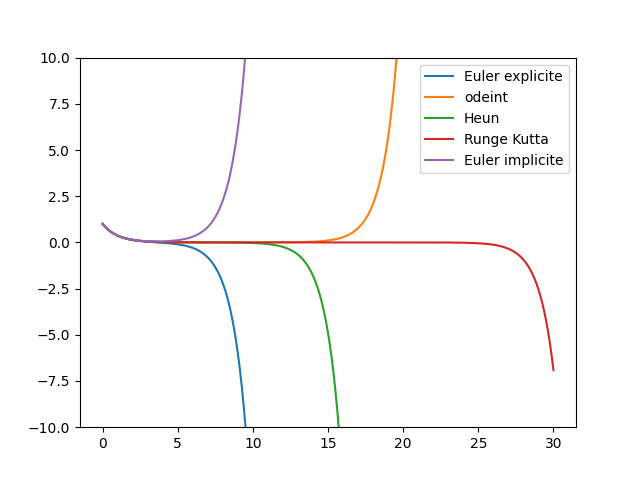 10.0
7.5
5.0
2.5
0.0
−2.5
−5.0
−7.5
−10.0
0 5 10 15 20 25 30
Euler explicite
odeint
Heun
Runge Kutta
Euler implicite